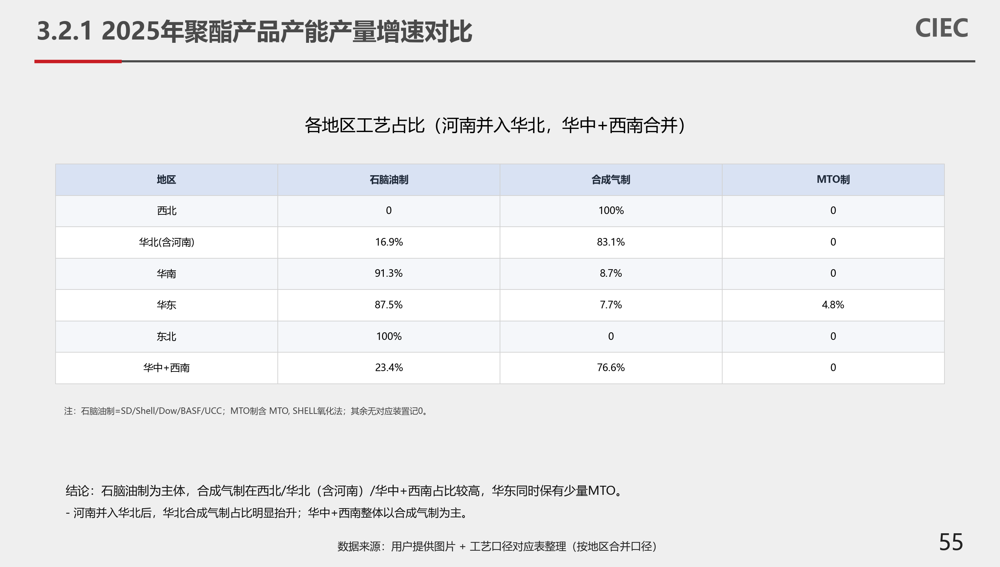 3.2.1 2025年聚酯产品产能产量增速对比
CIEC
各地区工艺占比（河南并入华北，华中+西南合并）
地区 石脑油制 合成气制 MTO制
西北 0 100% 0
华北(含河南) 16.9% 83.1% 0
华南 91.3% 8.7% 0
华东 87.5% 7.7% 4.8%
东北 100% 0 0
华中+西南 23.4% 76.6% 0
注：石脑油制=SD/Shell/Dow/BASF/UCC；MTO制含 MTO, SHELL氧化法；其余无对应装置记0。
结论：石脑油制为主体，合成气制在西北/华北（含河南）/华中+西南占比较高，华东同时保有少量MTO。
- 河南并入华北后，华北合成气制占比明显抬升；华中+西南整体以合成气制为主。
数据来源：用户提供图片 + 工艺口径对应表整理（按地区合并口径）
55